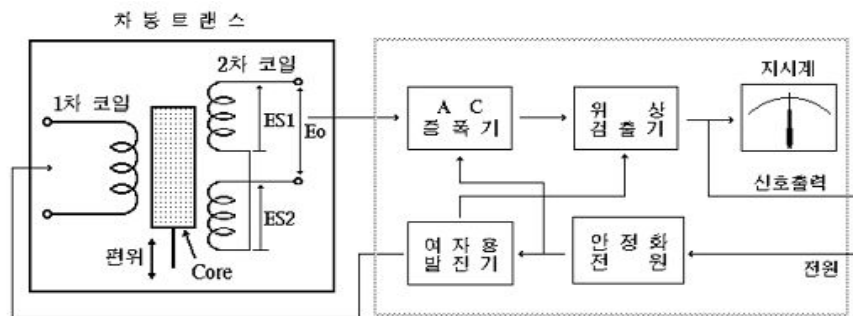 차 동 트 랜 스
2차 코일
1차 코일
ES1
Eo
ES2
편위
Core
A C
증 폭 기
위 상
검 출 기
지시계
신호출력
여 자 용
발 진 기
안 정 화
전 원
전원